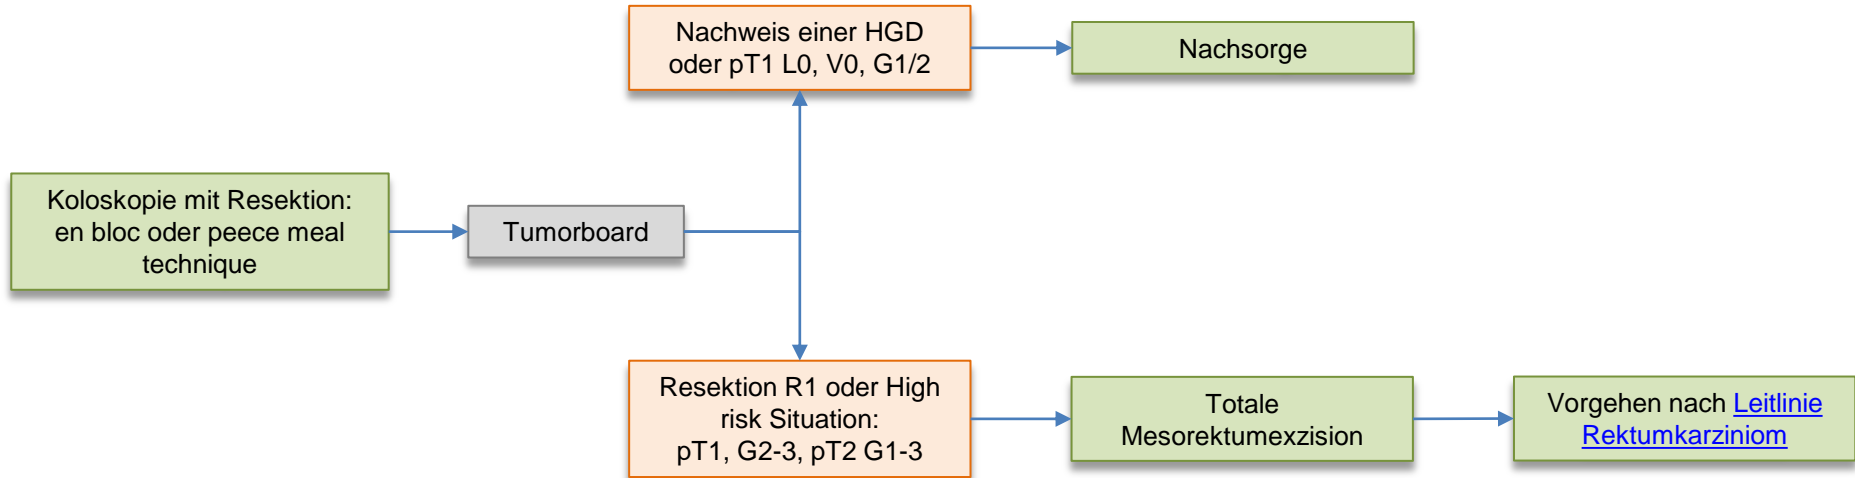 Nachweis einer HGD
oder pT1 L0, V0, G1/2
Nachsorge
Koloskopie mit Resektion:
en bloc oder peece meal
technique
Tumorboard
Resektion R1 oder High
risk Situation:
pT1, G2-3, pT2 G1-3
Totale
Mesorektumexzision
Vorgehen nach Leitlinie
Rektumkarziniom